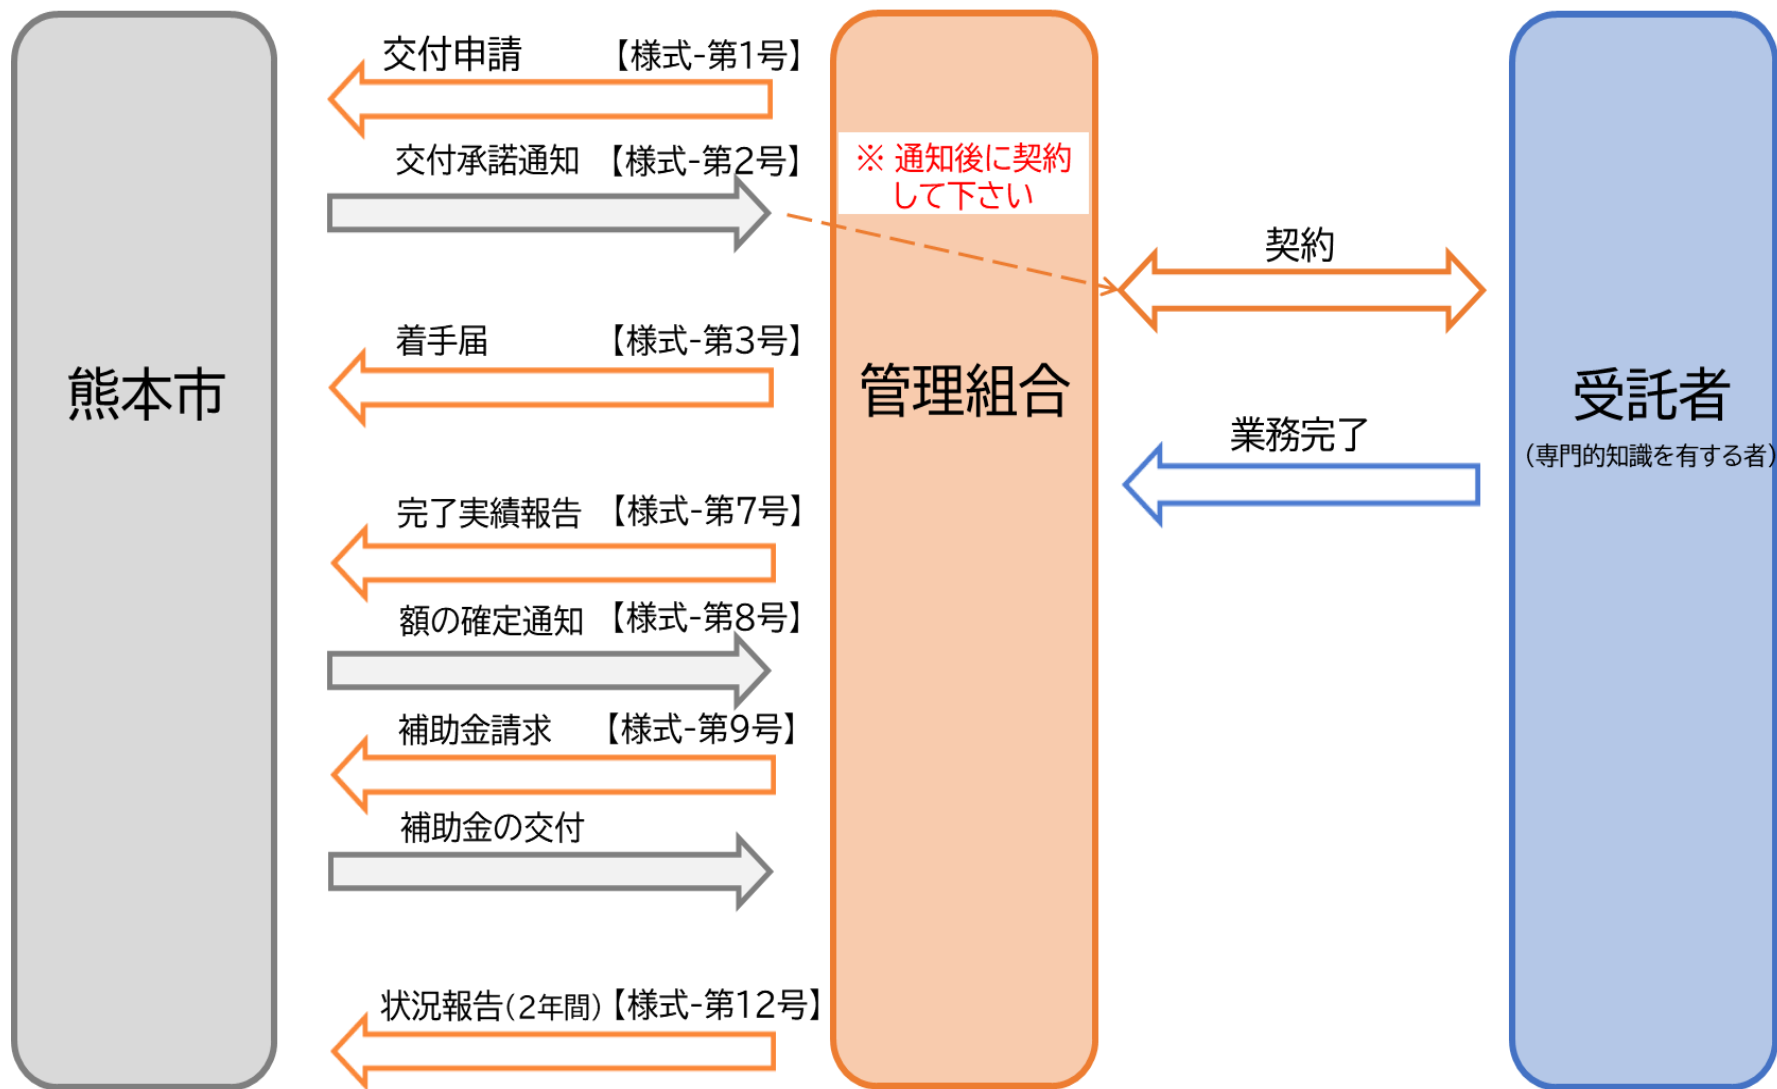 交付申請 【様式-第1号】
交付承諾通知 【様式-第2号】
※ 通知後に契約
して下さい
契約
着手届 【様式-第3号】
熊本市
管理組合
受託者
（専門的知識を有する者）
業務完了
完了実績報告 【様式-第7号】
額の確定通知 【様式-第8号】
補助金請求 【様式-第9号】
補助金の交付
状況報告（2年間）【様式-第12号】